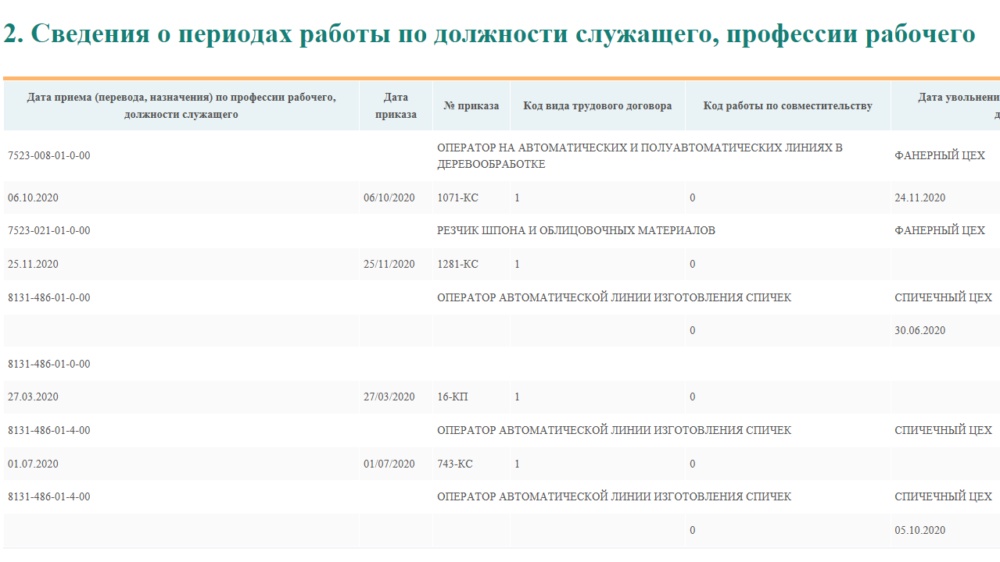 2. Сведения о периодах работы по должности служащего, профессии рабочего
Дата приема (перевода, назначения) по профессии рабочего, должности служащего Дата приказа № приказа Код вида трудового договора Код работы по совместительству Дата увольнени
7523-008-01-0-00 ОПЕРАТОР НА АВТОМАТИЧЕСКИХ И ПОЛУАВТОМАТИЧЕСКИХ ЛИНИЯХ В ДЕРЕВООБРАБОТКЕ ФАНЕРНЫЙ ЦЕХ
06.10.2020 06/10/2020 1071-КС 1 0 24.11.2020
7523-021-01-0-00 РЕЗЧИК ШПОНА И ОБЛИЦОВОЧНЫХ МАТЕРИАЛОВ ФАНЕРНЫЙ ЦЕХ
25.11.2020 25/11/2020 1281-КС 1 0
8131-486-01-0-00 ОПЕРАТОР АВТОМАТИЧЕСКОЙ ЛИНИИ ИЗГОТОВЛЕНИЯ СПИЧЕК СПИЧЕЧНЫЙ ЦЕХ
0 30.06.2020
8131-486-01-0-00
27.03.2020 27/03/2020 16-КП 1 0
8131-486-01-4-00 ОПЕРАТОР АВТОМАТИЧЕСКОЙ ЛИНИИ ИЗГОТОВЛЕНИЯ СПИЧЕК СПИЧЕЧНЫЙ ЦЕХ
01.07.2020 01/07/2020 743-КС 1 0
8131-486-01-4-00 ОПЕРАТОР АВТОМАТИЧЕСКОЙ ЛИНИИ ИЗГОТОВЛЕНИЯ СПИЧЕК СПИЧЕЧНЫЙ ЦЕХ
0 05.10.2020